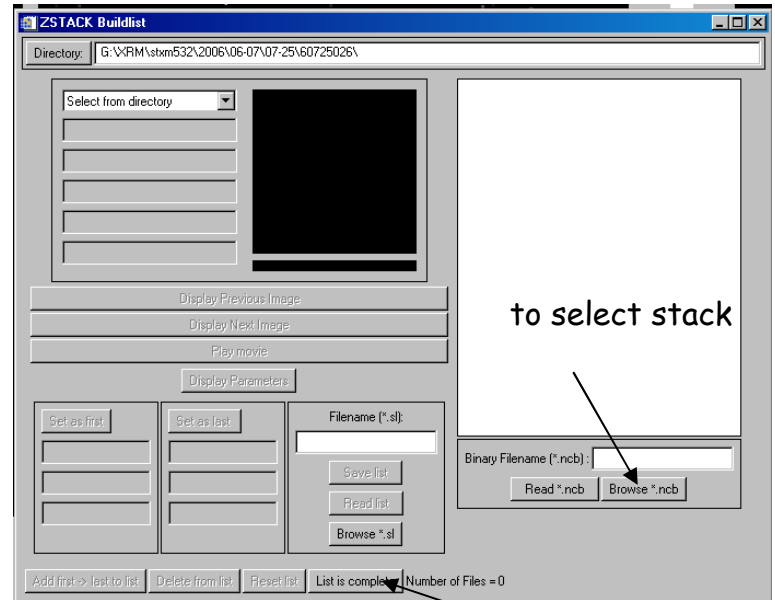 ZSTACK Buildlist
Directory: G:\XRM\stxm532\2006\06-07\07-25\60725026\
Select from directory
Display Previous Image
Display Next Image
Play movie
Display Parameters
to select stack
Set as first
Set as last
Filename (*.sl):
Save list
Read list
Browse *.sl
Binary Filename (*.ncb) :
Read *.ncb Browse *.ncb
Add first -> last to list Delete from list Reset list List is complete Number of Files = 0